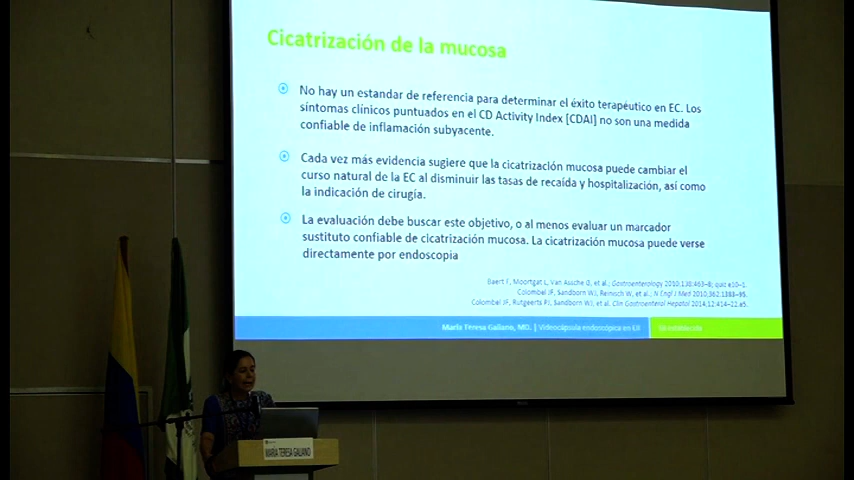 Cicatrización de la mucosa
No hay un estandar de referencia para determinar el éxito terapéutico en EC. Los
síntomas clínicos puntuados en el CD Activity Index [CDAI] no son una medida
confiable de inflamación subyacente.
Cada vez más evidencia sugiere que la cicatrización mucosa puede cambiar el
curso natural de la EC al disminuir las tasas de recaída y hospitalización, así como
la indicación de cirugía.
La evaluación debe buscar este objetivo, o al menos evaluar un marcador
sustituto confiable de cicatrización mucosa. La cicatrización mucosa puede verse
directamente por endoscopia
Baert F, Moortgat L, Van Assche G, et al.; Gastroenterology 2010;138:463–8; quiz e10–1.
Colombel JF, Sandborn WJ, Reinisch W, et al.; N Engl J Med 2010;362:1383–95.
Colombel JF, Rutgeerts PJ, Sandborn WJ, et al. Clin Gastroenterol Hepatol 2014;12:414–22.e5.
María Teresa Galiano, MD. | Videocápsula endoscópica en EII
MARÍA TERESA GALIANO